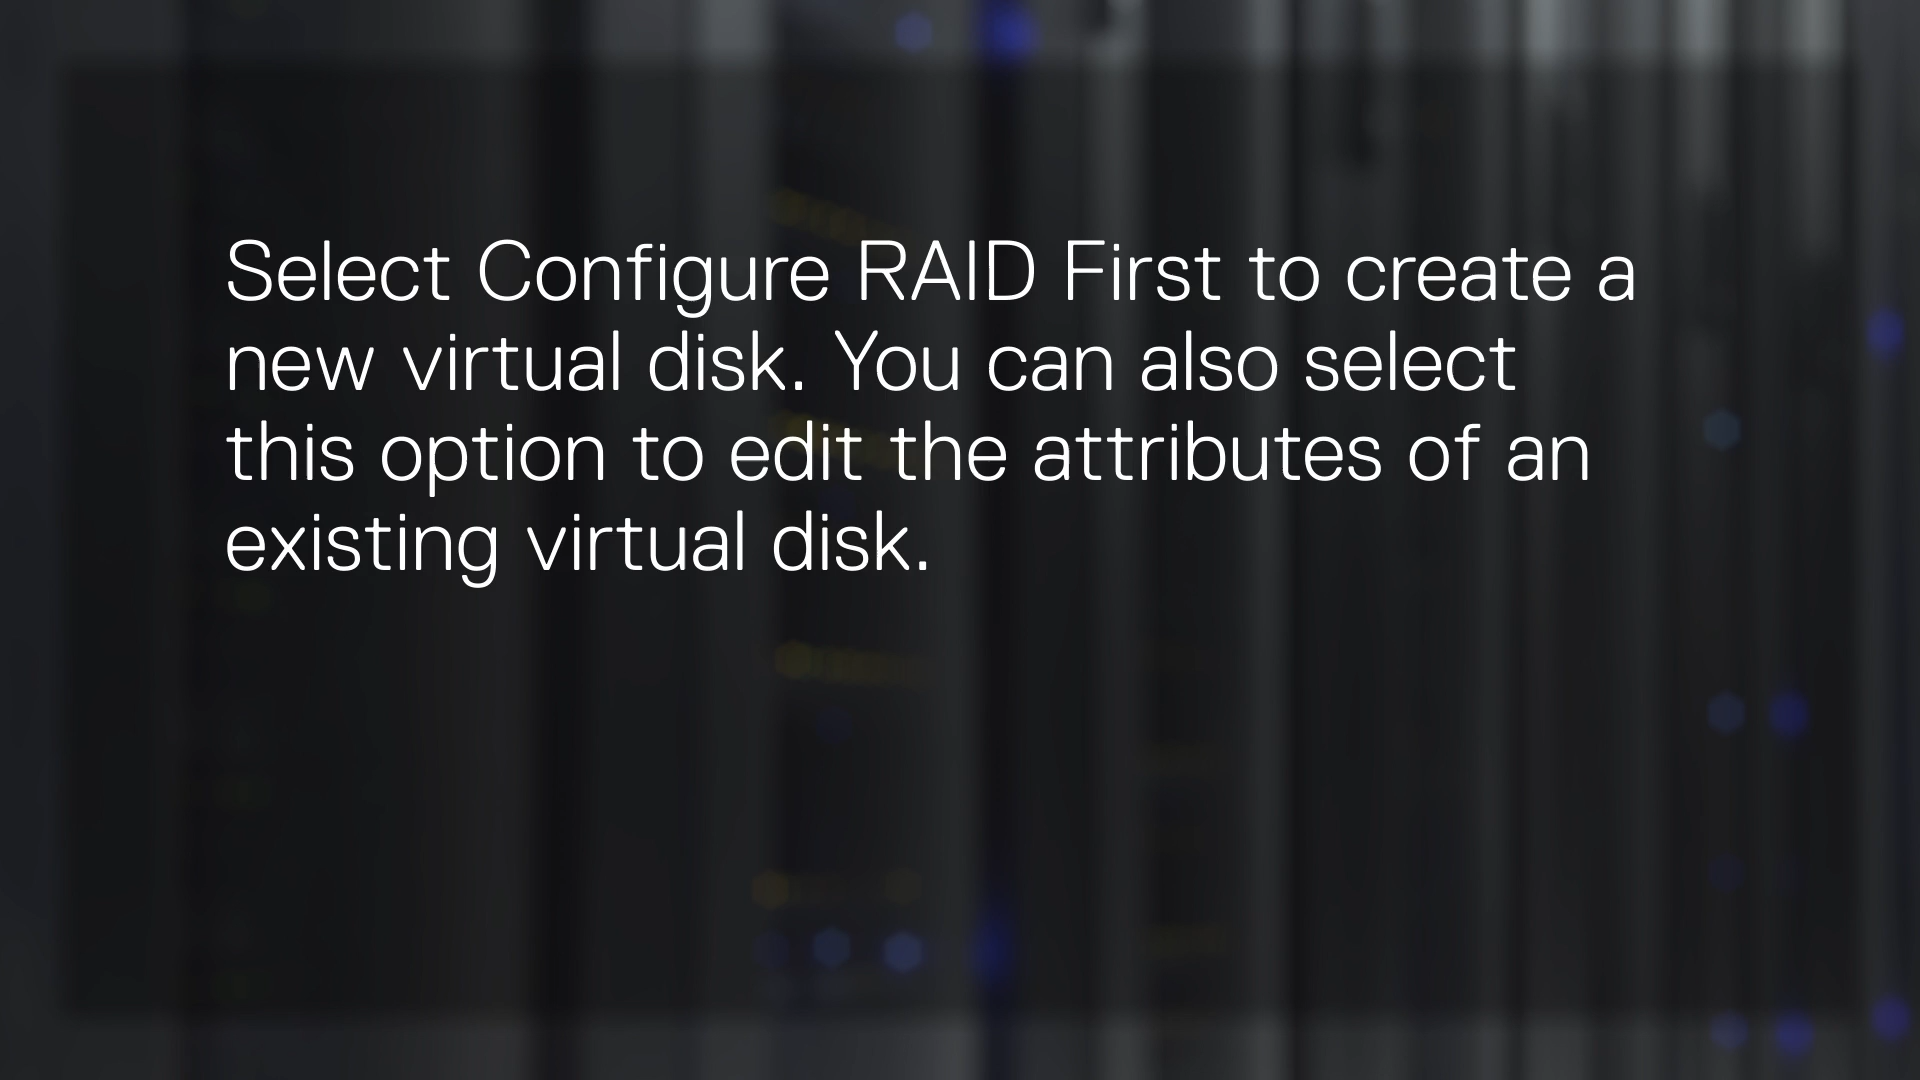 Select Configure RAID First to create a
new virtual disk. You can also select
this option to edit the attributes of an
existing virtual disk.